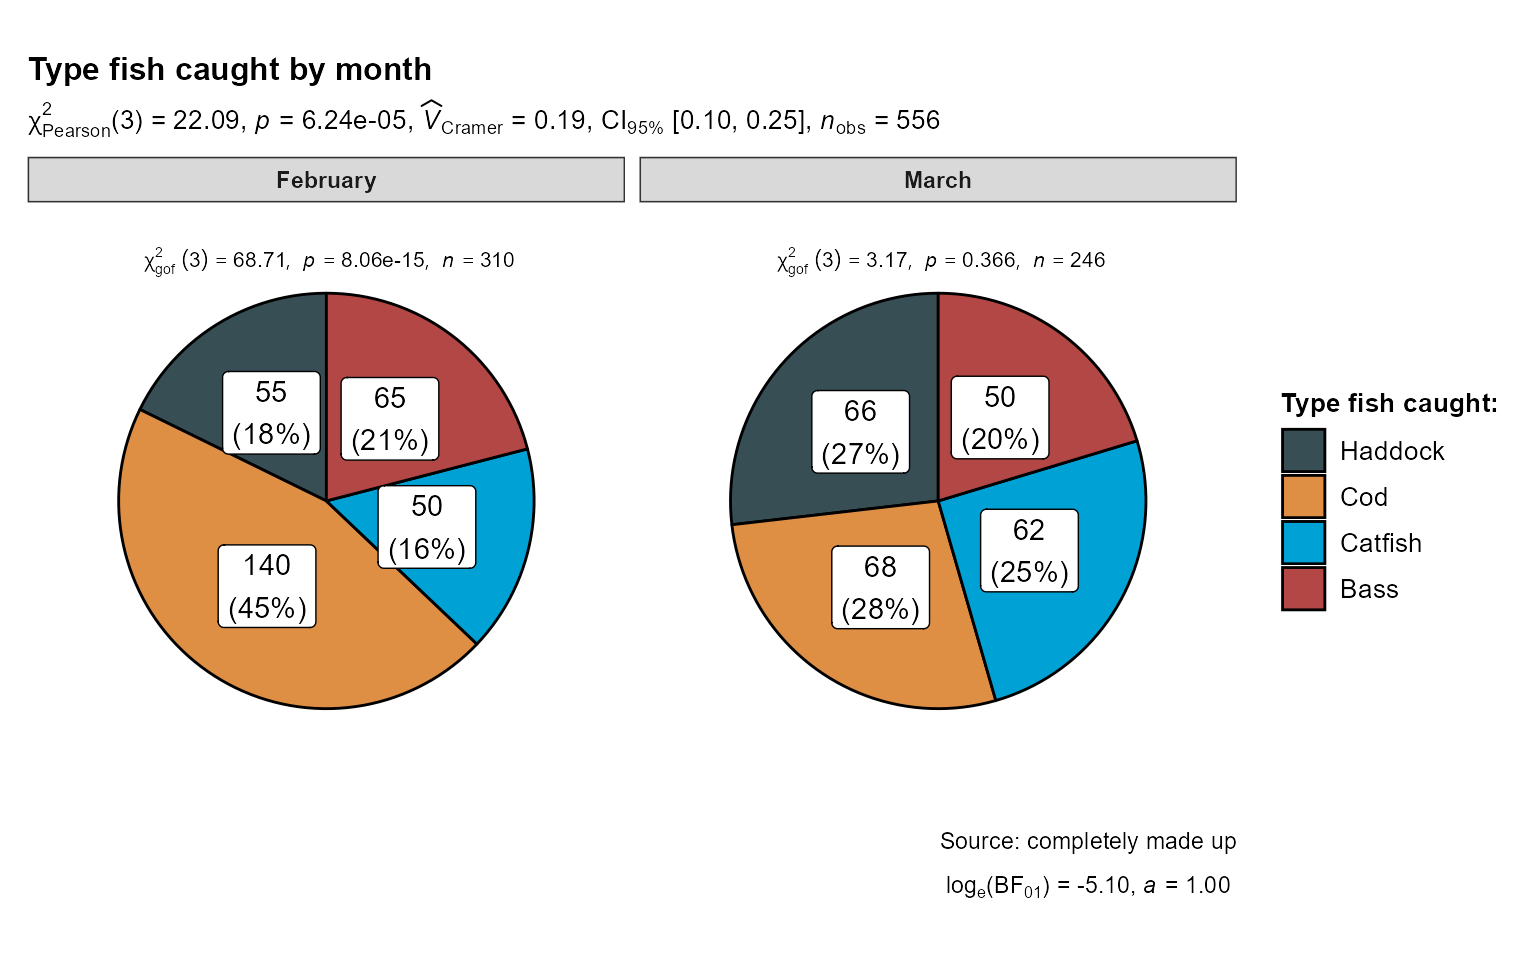 Type fish caught by month
χ²Pearson(3) = 22.09, p = 6.24e-05, V̂Cramer = 0.19, CI95% [0.10, 0.25], nobs = 556
February
March
χ²gof (3) = 68.71, p = 8.06e-15, n = 310
χ²gof (3) = 3.17, p = 0.366, n = 246
55
(18%)
65
(21%)
50
(16%)
140
(45%)
66
(27%)
50
(20%)
62
(25%)
68
(28%)
Type fish caught:
Haddock
Cod
Catfish
Bass
Source: completely made up
loge(BF01) = -5.10, a = 1.00